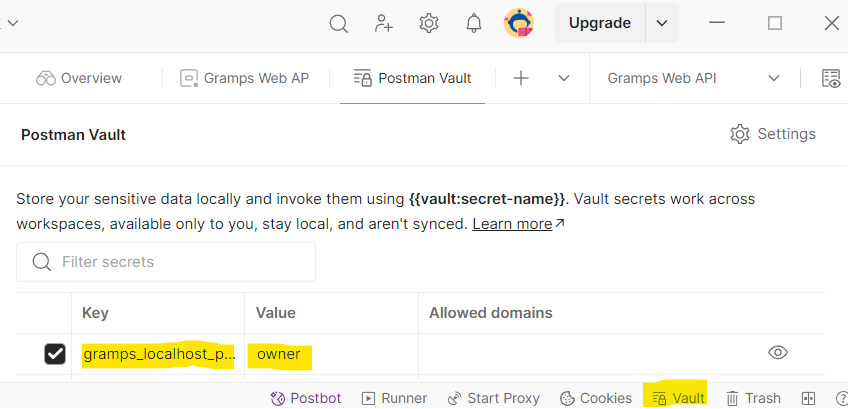 Upgrade
Overview
Gramps Web AP
Postman Vault
Gramps Web API
Postman Vault
Settings
Store your sensitive data locally and invoke them using {{vault:secret-name}}. Vault secrets work across
workspaces, available only to you, stay local, and aren't synced. Learn more
Filter secrets
Key Value Allowed domains
gramps_localhost_p... owner
Postbot Runner Start Proxy Cookies Vault Trash